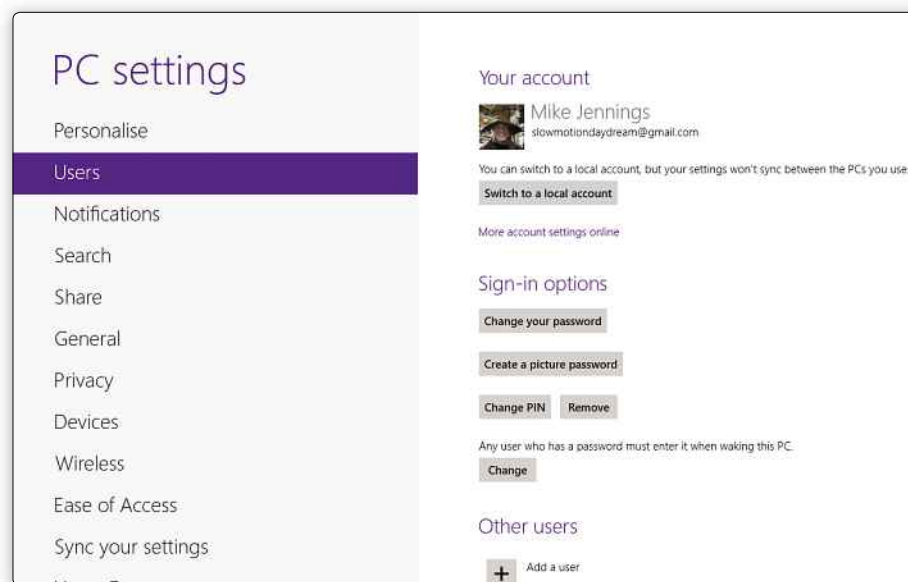 PC settings
Personalise
Users
Notifications
Search
Share
General
Privacy
Devices
Wireless
Ease of Access
Sync your settings
Your account
Mike Jennings
slowmotiondaydream@gmail.com
You can switch to a local account, but your settings won't sync between the PCs you use.
Switch to a local account
More account settings online
Sign-in options
Change your password
Create a picture password
Change PIN Remove
Any user who has a password must enter it when waking this PC.
Change
Other users
Add a user